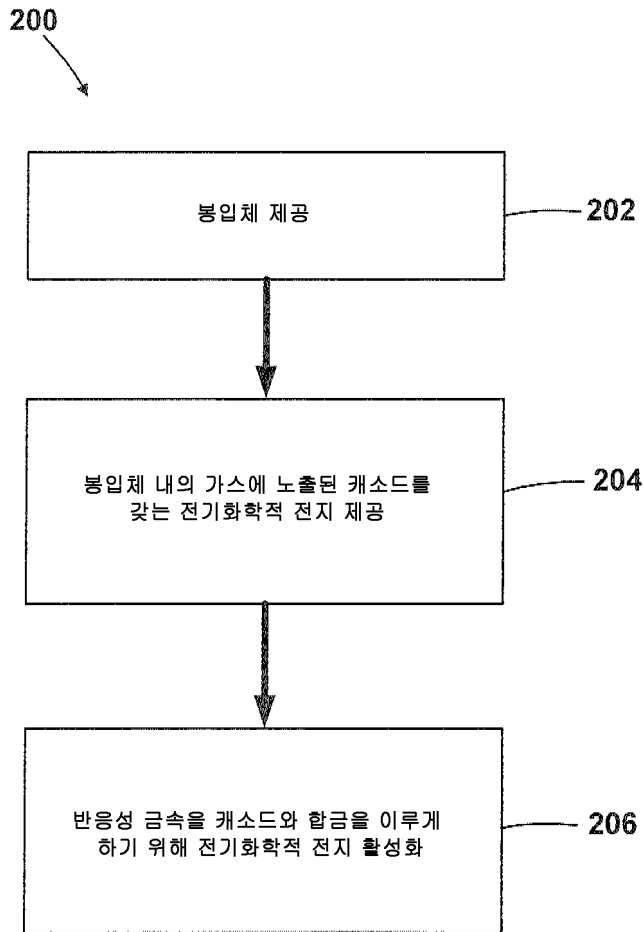 200
봉입체 제공
202
봉입체 내의 가스에 노출된 캐소드를
갖는 전기화학적 전지 제공
204
반응성 금속을 캐소드와 합금을 이루게
하기 위해 전기화학적 전지 활성화
206